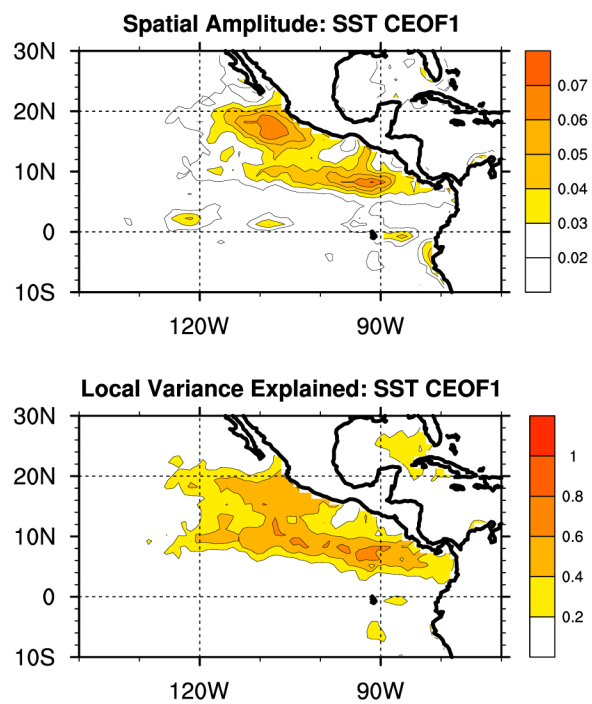 Spatial Amplitude: SST CEOF1
30N
20N
10N
0
10S
120W 90W
0.07
0.06
0.05
0.04
0.03
0.02
Local Variance Explained: SST CEOF1
30N
20N
10N
0
10S
120W 90W
1
0.8
0.6
0.4
0.2